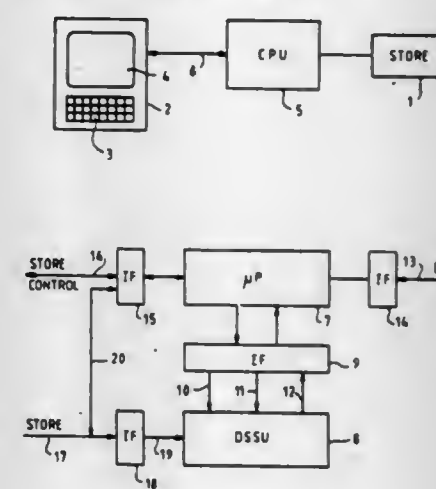 CPU
STORE
4
6
2
5
1
3
STORE
16
IF
μP
13
IF
CONTROL
15
7
14
20
IF
9
10
11
12
STORE
IF
19
DSSU
8
17
18